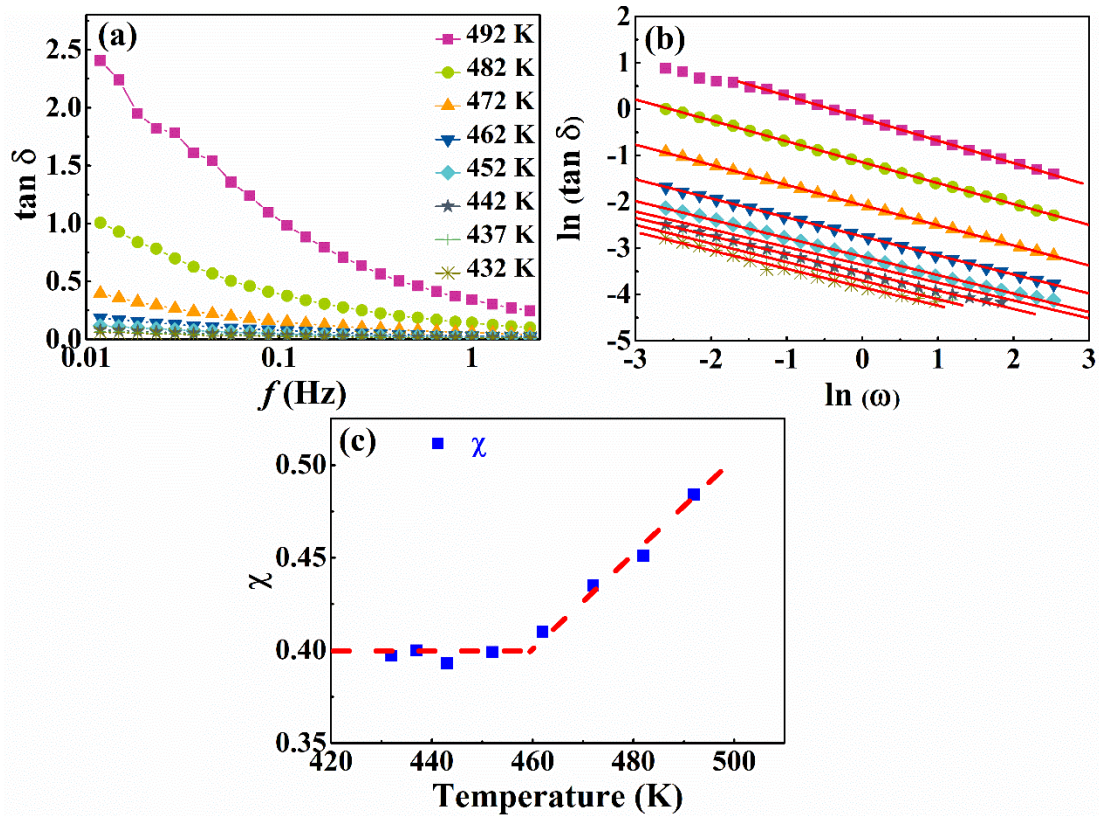 (a)
tan δ
2.5
2.0
1.5
1.0
0.5
0.0
0.01
0.1
1
f (Hz)
492 K
482 K
472 K
462 K
452 K
442 K
437 K
432 K
(b)
ln (tan δ)
2
1
0
-1
-2
-3
-4
-5
-3
-2
-1
0
1
2
3
ln (ω)
(c)
χ
χ
0.50
0.45
0.40
0.35
420
440
460
480
500
Temperature (K)